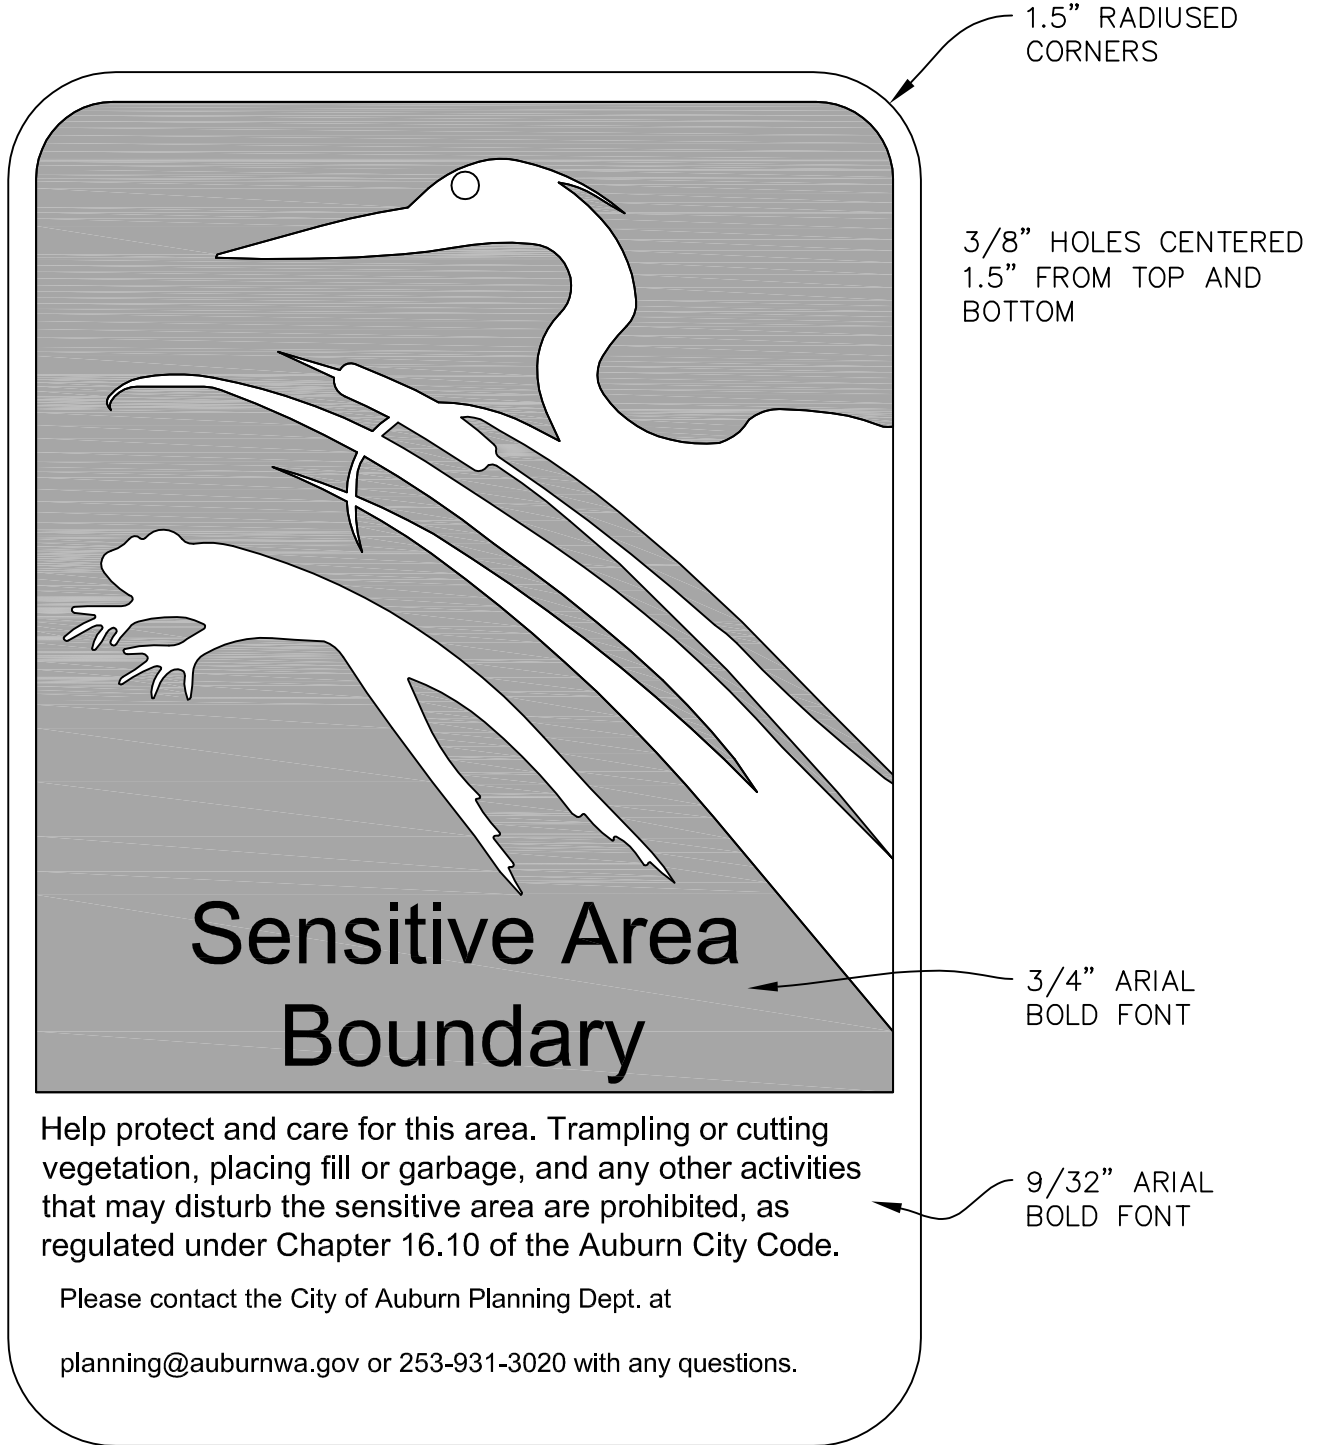 1.5” RADIUSED
CORNERS
3/8” HOLES CENTERED
1.5” FROM TOP AND
BOTTOM
Sensitive Area
Boundary
3/4” ARIAL
BOLD FONT
Help protect and care for this area. Trampling or cutting
vegetation, placing fill or garbage, and any other activities
that may disturb the sensitive area are prohibited, as
regulated under Chapter 16.10 of the Auburn City Code.
9/32” ARIAL
BOLD FONT
Please contact the City of Auburn Planning Dept. at
planning@auburnwa.gov or 253-931-3020 with any questions.